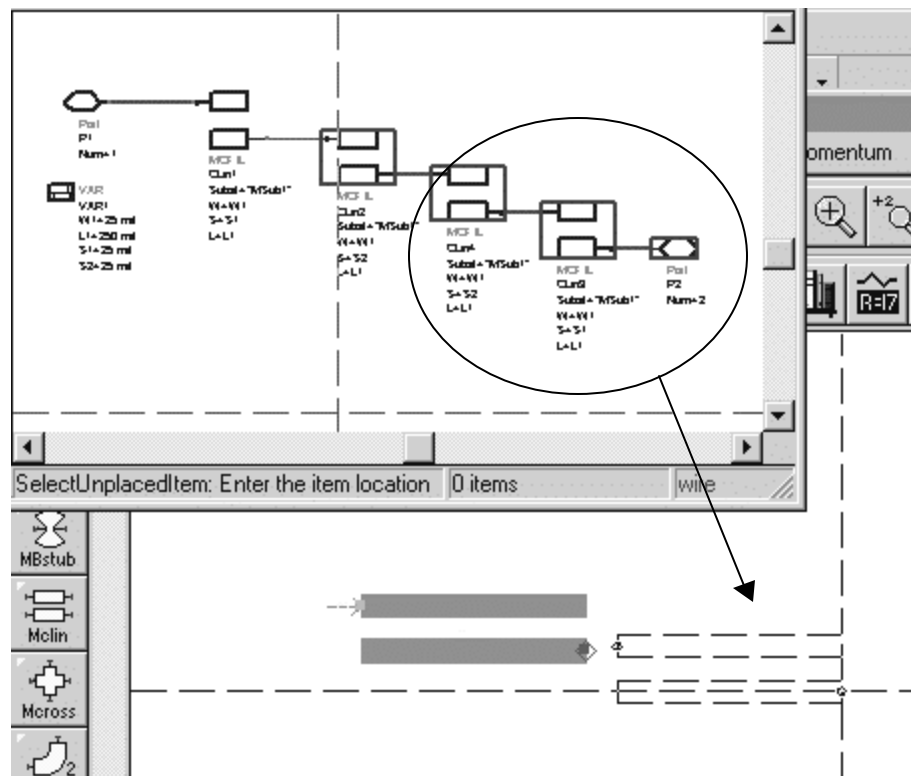 Port
P1
Num=1
VAR
VAR1
W1=25 mil
L1=250 mil
S1=25 mil
S2=25 mil
MCFIL
CLin1
Subst="MSub1"
W=W1
S=S1
L=L1
MCFIL
CLin2
Subst="MSub1"
W=W1
S=S2
L=L1
MCFIL
CLin4
Subst="MSub1"
W=W1
S=S2
L=L1
MCFIL
CLin3
Subst="MSub1"
W=W1
S=S1
L=L1
Port
P2
Num=2
omentum
+2
SelectUnplacedItem: Enter the item location
0 items
wire
MBstub
Mclin
Mcross
2